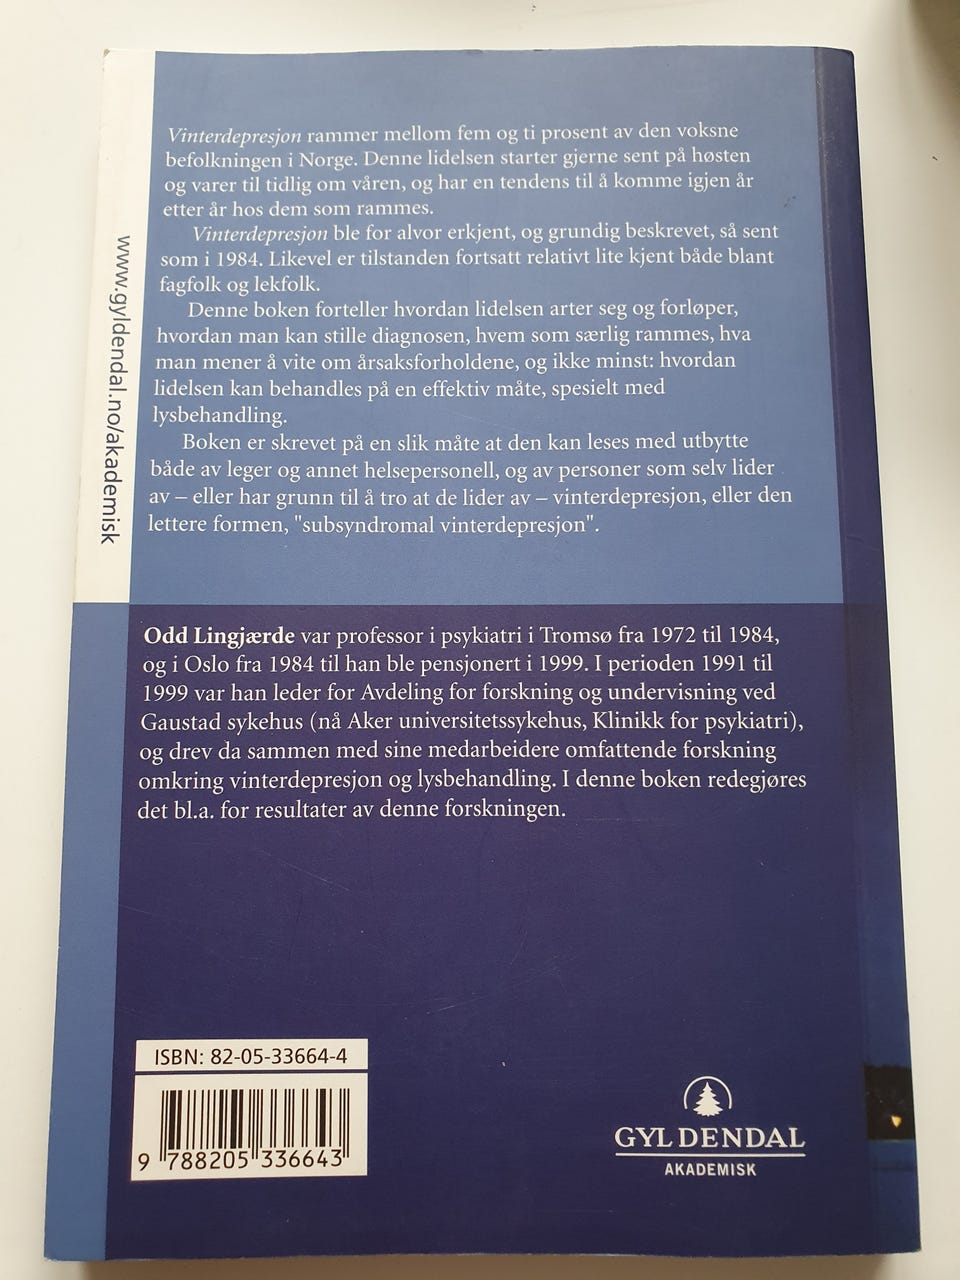 Vinterdepresjon rammer mellom fem og ti prosent av den voksne
befolkningen i Norge. Denne lidelsen starter gjerne sent på høsten
og varer til tidlig om våren, og har en tendens til å komme igjen år
etter år hos dem som rammes.
Vinterdepresjon ble for alvor erkjent, og grundig beskrevet, så sent
som i 1984. Likevel er tilstanden fortsatt relativt lite kjent både blant
fagfolk og lekfolk.
Denne boken forteller hvordan lidelsen arter seg og forløper,
hvordan man kan stille diagnosen, hvem som særlig rammes, hva
man mener å vite om årsaksforholdene, og ikke minst: hvordan
lidelsen kan behandles på en effektiv måte, spesielt med
lysbehandling.
Boken er skrevet på en slik måte at den kan leses med utbytte
både av leger og annet helsepersonell, og av personer som selv lider
av – eller har grunn til å tro at de lider av – vinterdepresjon, eller den
lettere formen, "subsyndromal vinterdepresjon".
www.gyldendal.no/akademisk
Odd Lingjærde var professor i psykiatri i Tromsø fra 1972 til 1984,
og i Oslo fra 1984 til han ble pensjonert i 1999. I perioden 1991 til
1999 var han leder for Avdeling for forskning og undervisning ved
Gaustad sykehus (nå Aker universitetssykehus, Klinikk for psykiatri),
og drev da sammen med sine medarbeidere omfattende forskning
omkring vinterdepresjon og lysbehandling. I denne boken redegjøres
det bl.a. for resultater av denne forskningen.
ISBN: 82-05-33664-4
9 788205 336643
GYLDENDAL
AKADEMISK